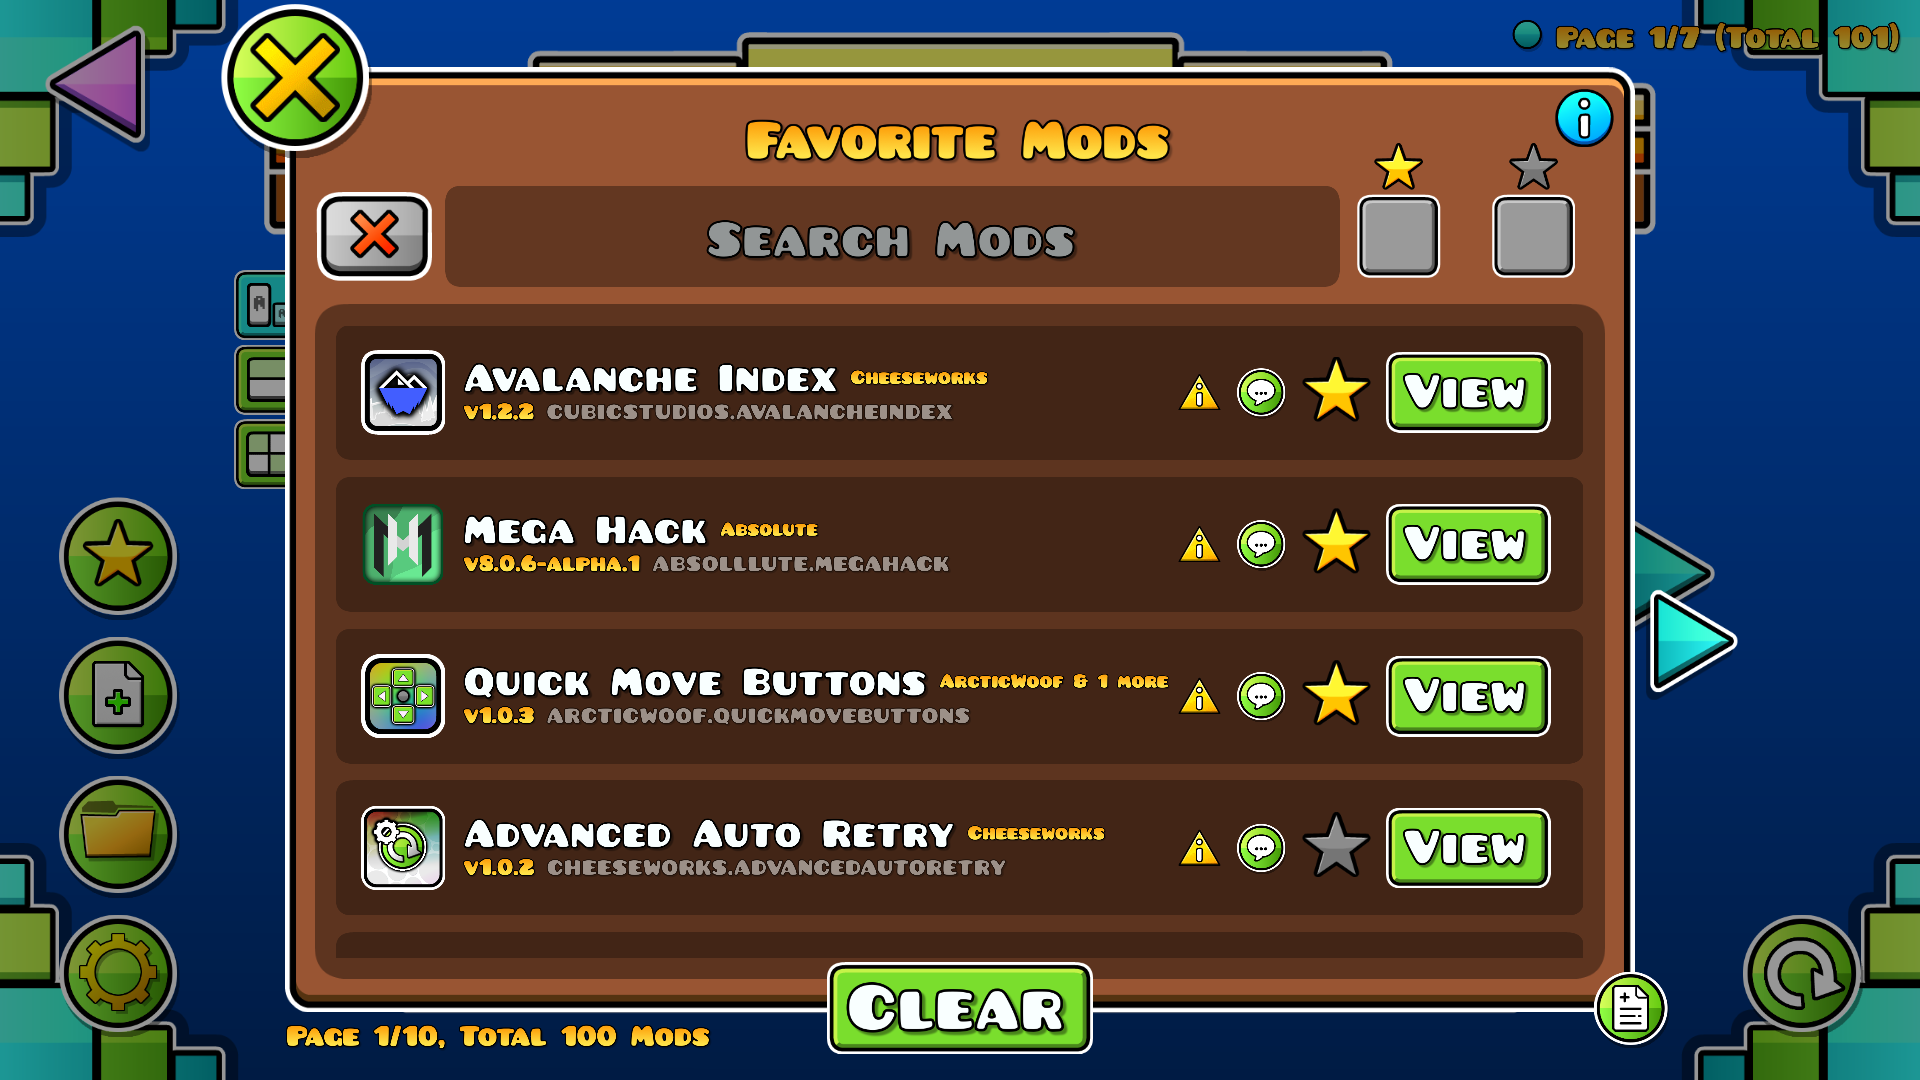 Page 1/7 (Total 101)
Favorite Mods
Search Mods
Avalanche Index Cheeseworks
v1.2.2 cubicstudios.avalancheindex
View
Mega Hack Absolute
v8.0.6-alpha.1 absolllute.megahack
View
Quick Move Buttons ArcticWoof & 1 more
v1.0.3 arcticwoof.quickmovebuttons
View
Advanced Auto Retry Cheeseworks
v1.0.2 cheeseworks.advancedautoretry
View
Clear
Page 1/10, Total 100 Mods